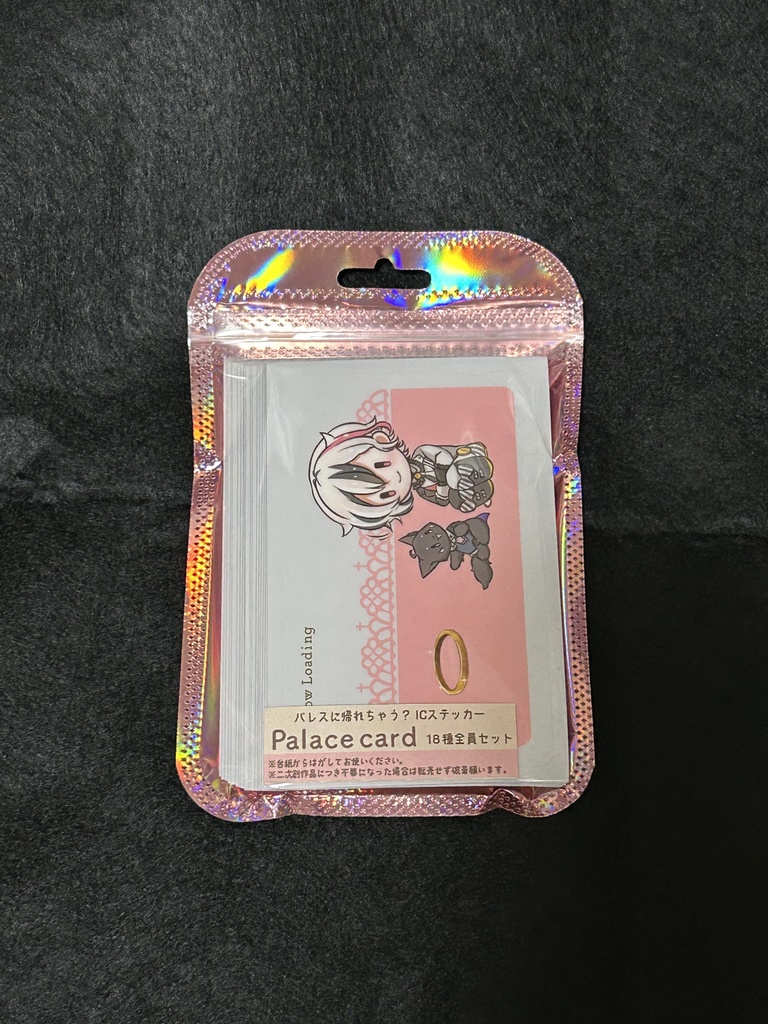 ow Loading
パレスに帰れちゃう? ICステッカー
Palace card 18種全員セット
※台紙からはがしてお使いください。
※二次創作品につき不要になった場合は転売せず破棄願います。